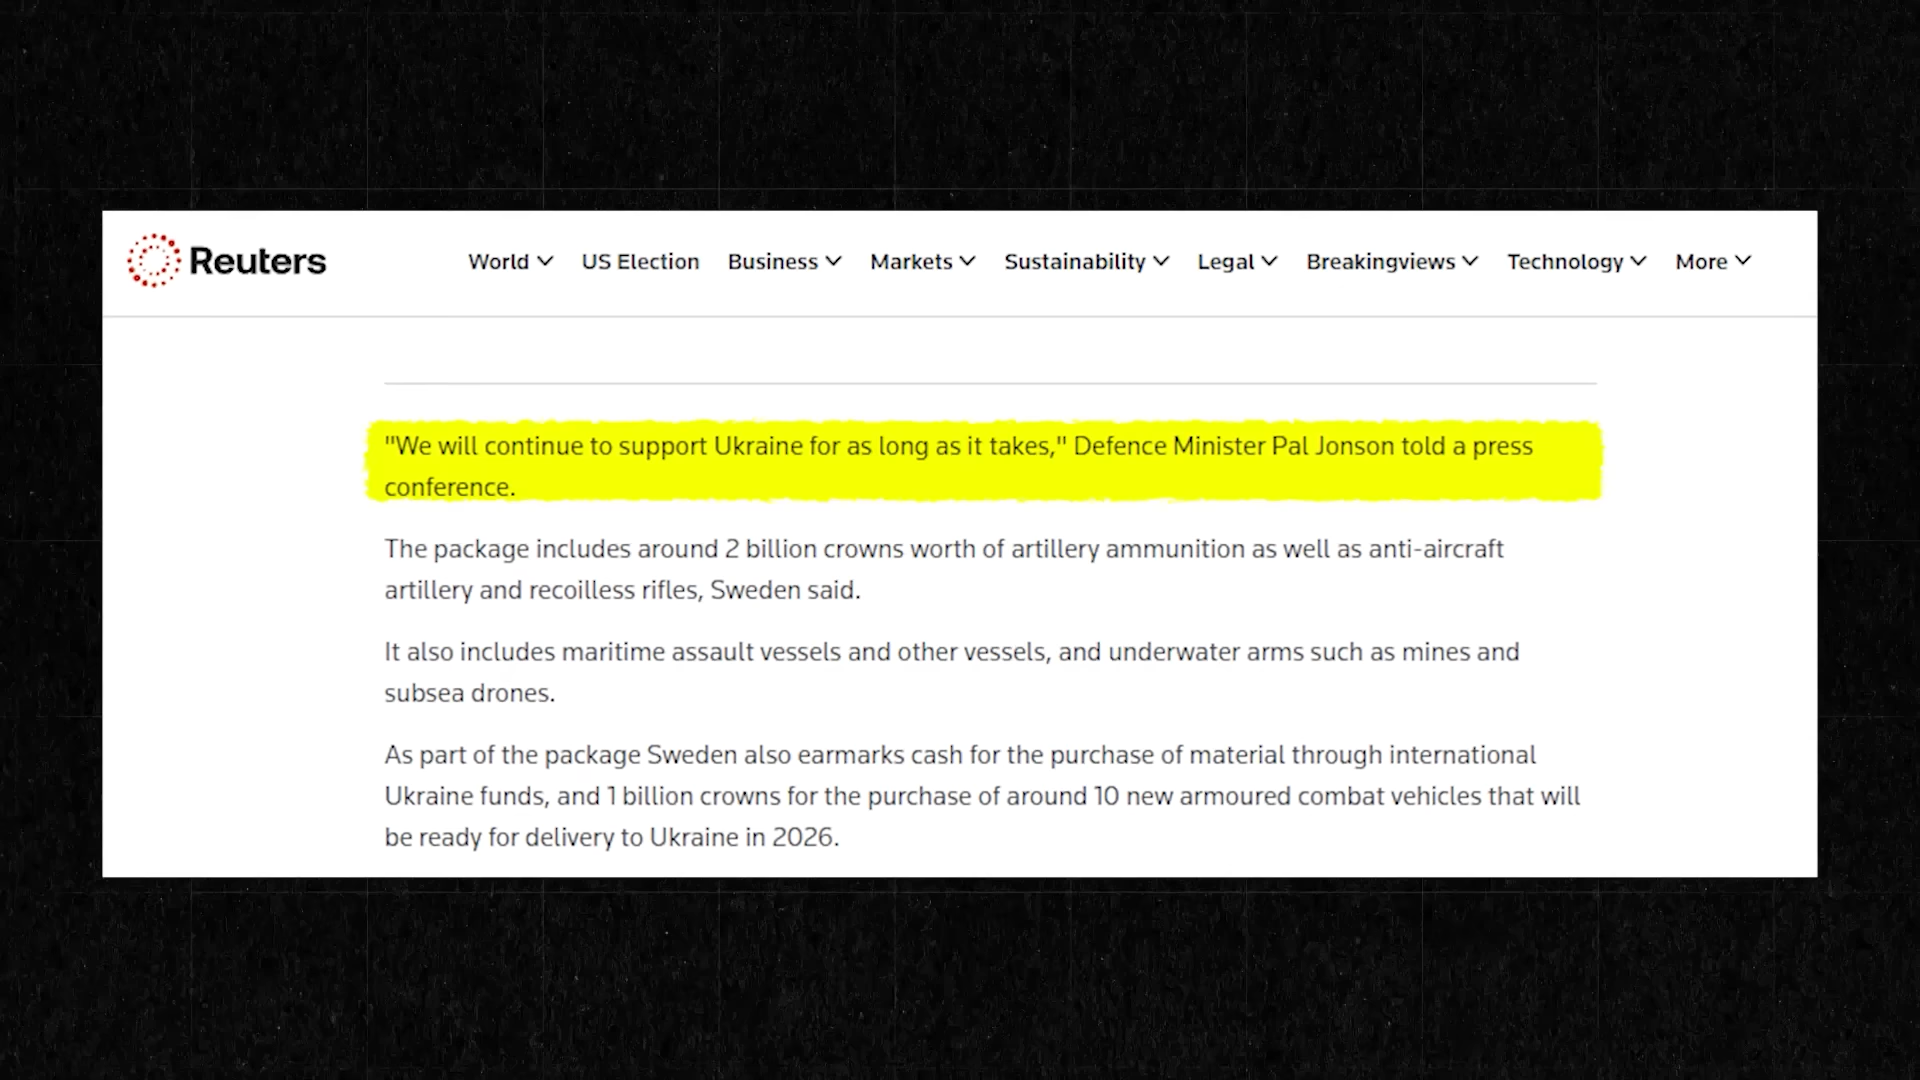 Reuters
World
US Election
Business
Markets
Sustainability
Legal
Breakingviews
Technology
More
"We will continue to support Ukraine for as long as it takes," Defence Minister Pal Jonson told a press
conference.
The package includes around 2 billion crowns worth of artillery ammunition as well as anti-aircraft
artillery and recoilless rifles, Sweden said.
It also includes maritime assault vessels and other vessels, and underwater arms such as mines and
subsea drones.
As part of the package Sweden also earmarks cash for the purchase of material through international
Ukraine funds, and 1 billion crowns for the purchase of around 10 new armoured combat vehicles that will
be ready for delivery to Ukraine in 2026.